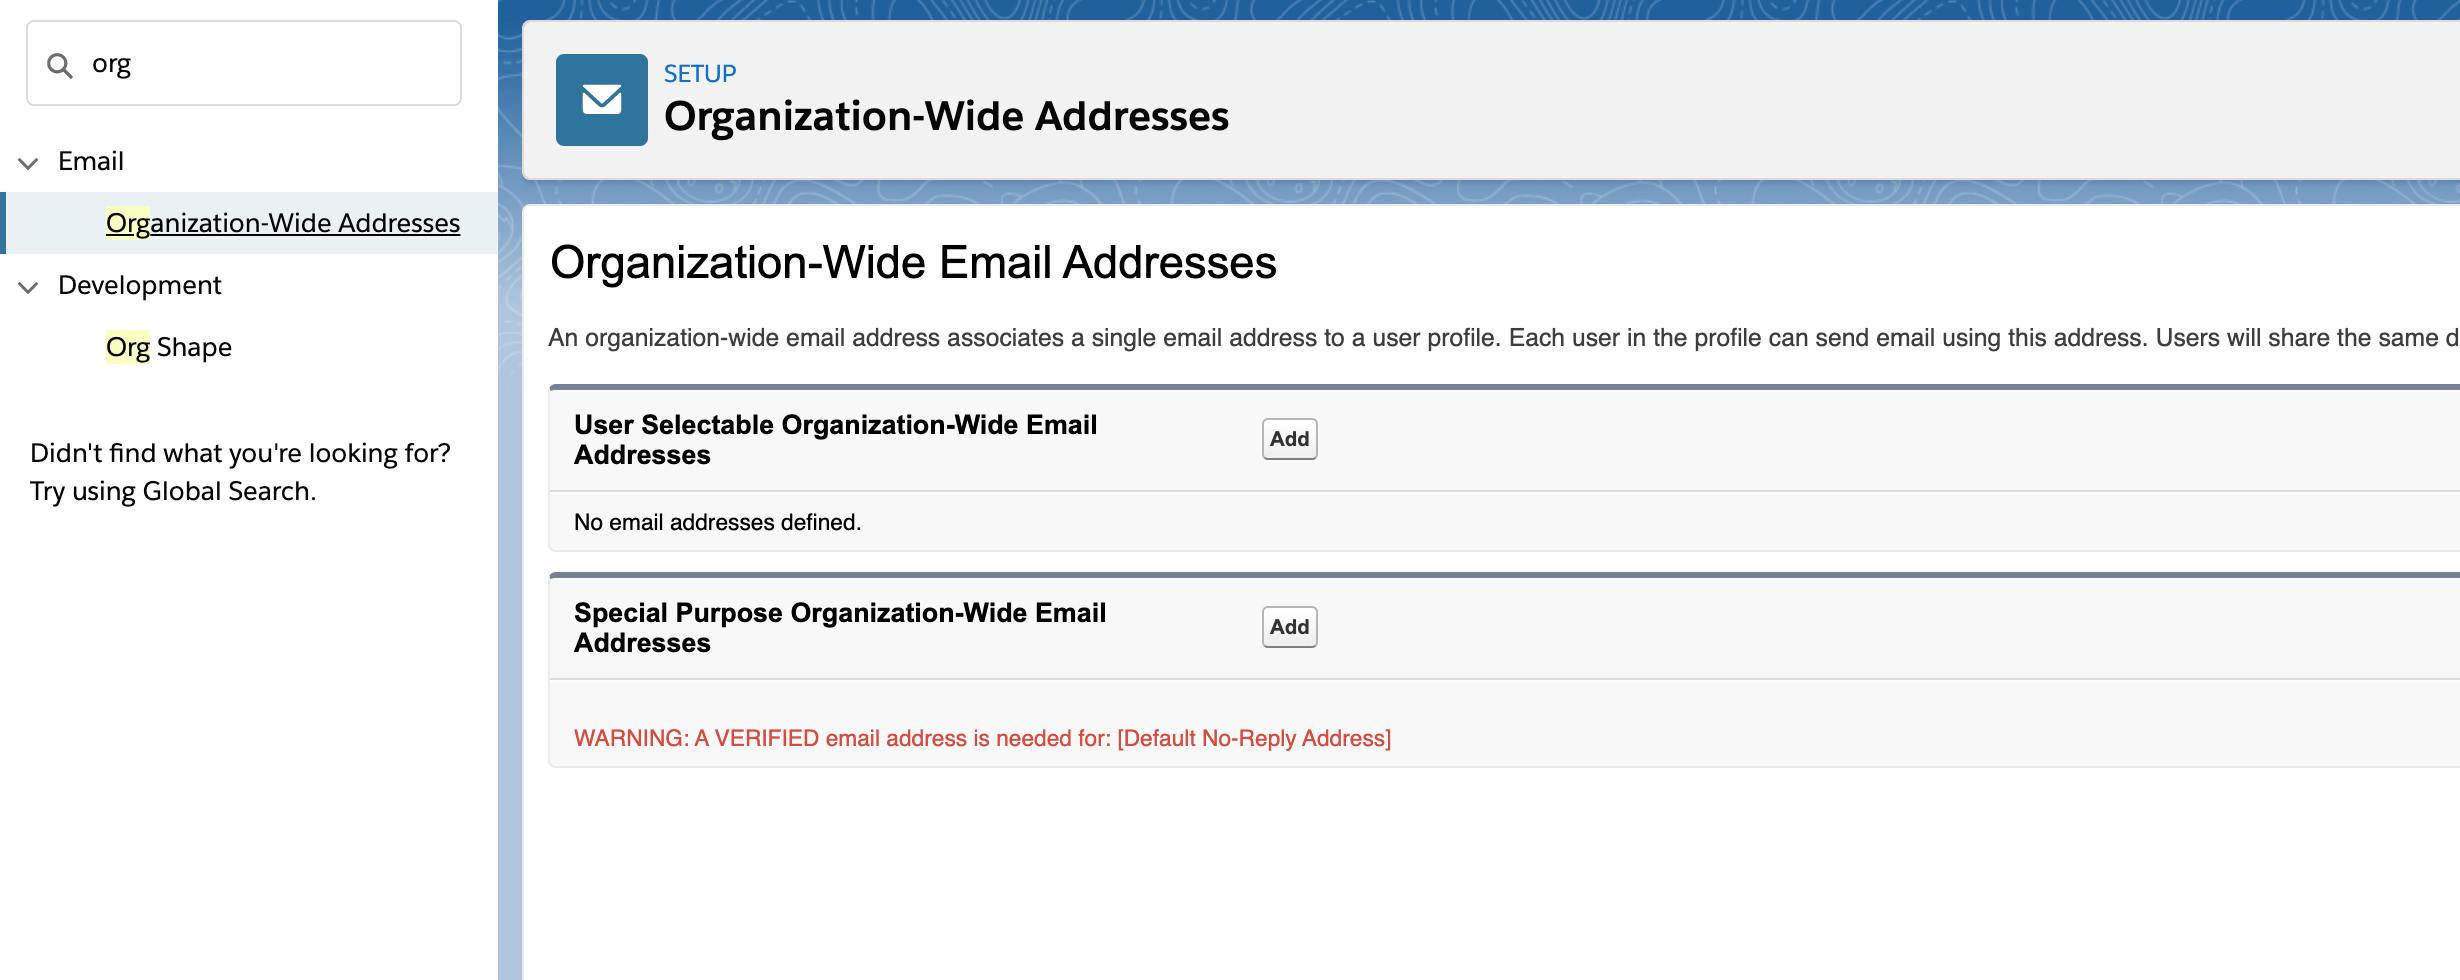 org
Email
Organization-Wide Addresses
Development
Org Shape
Didn't find what you're looking for?
Try using Global Search.
SETUP
Organization-Wide Addresses
Organization-Wide Email Addresses
An organization-wide email address associates a single email address to a user profile. Each user in the profile can send email using this address. Users will share the same d
User Selectable Organization-Wide Email
Addresses
Add
No email addresses defined.
Special Purpose Organization-Wide Email
Addresses
Add
WARNING: A VERIFIED email address is needed for: [Default No-Reply Address]